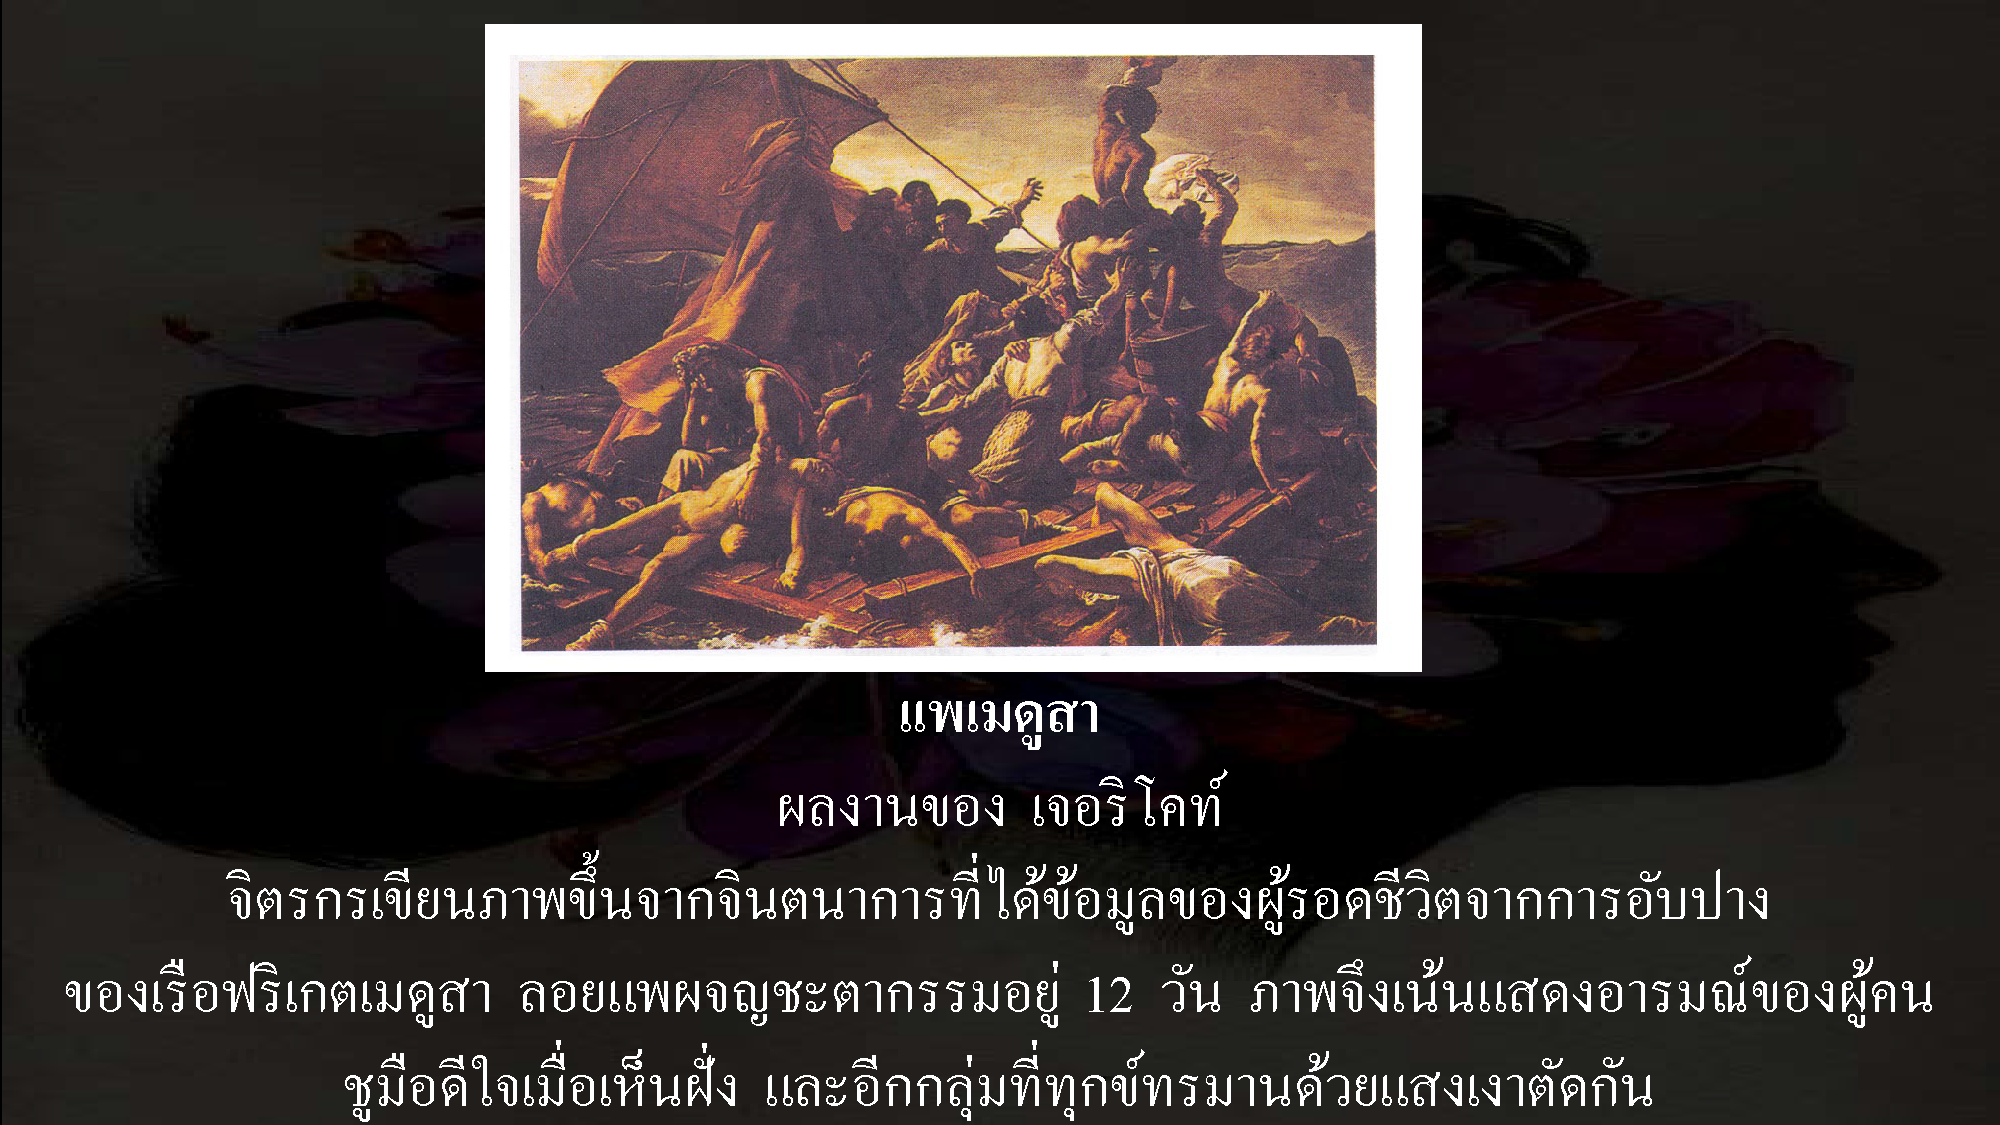 แพเมดูสา
ผลงานของ เจอริโคท์
จิตรกรเขียนภาพขึ้นจากจินตนาการที่ได้ข้อมูลของผู้รอดชีวิตจากการอับปาง
ของเรือฟริเกตเมดูสา ลอยแพผจญชะตากรรมอยู่ 12 วัน ภาพจึงเน้นแสดงอารมณ์ของผู้คน
ชูมือดีใจเมื่อเห็นฝั่ง และอีกกลุ่มที่ทุกข์ทรมานด้วยแสงเงาตัดกัน